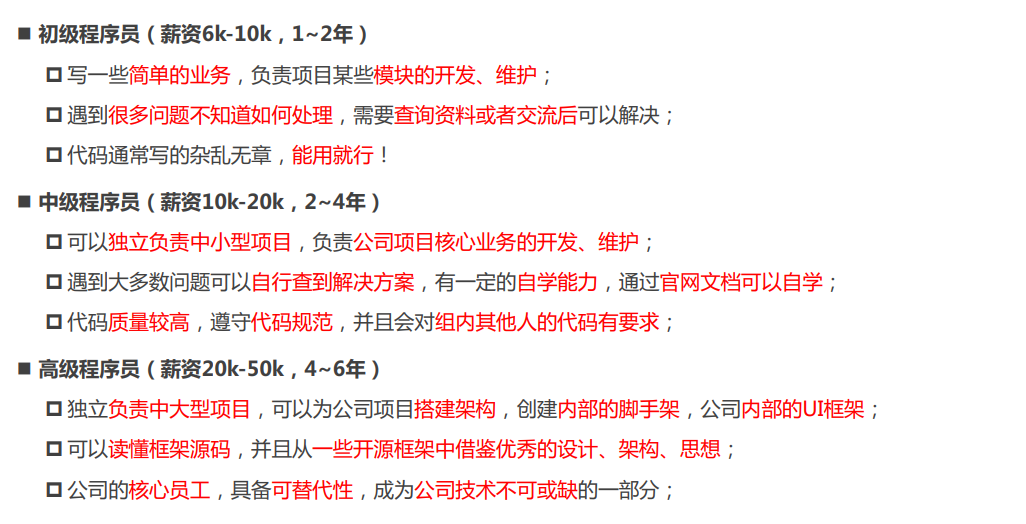 ■ 初级程序员（薪资6k-10k，1~2年）
□ 写一些简单的业务，负责项目某些模块的开发、维护；
□ 遇到很多问题不知道如何处理，需要查询资料或者交流后可以解决；
□ 代码通常写的杂乱无章，能用就行！
■ 中级程序员（薪资10k-20k，2~4年）
□ 可以独立负责中小型项目，负责公司项目核心业务的开发、维护；
□ 遇到大多数问题可以自行查到解决方案，有一定的自学能力，通过官网文档可以自学；
□ 代码质量较高，遵守代码规范，并且会对组内其他人的代码有要求；
■ 高级程序员（薪资20k-50k，4~6年）
□ 独立负责中大型项目，可以为公司项目搭建架构，创建内部的脚手架，公司内部的UI框架；
□ 可以读懂框架源码，并且从一些开源框架中借鉴优秀的设计、架构、思想；
□ 公司的核心员工，具备可替代性，成为公司技术不可或缺的一部分；